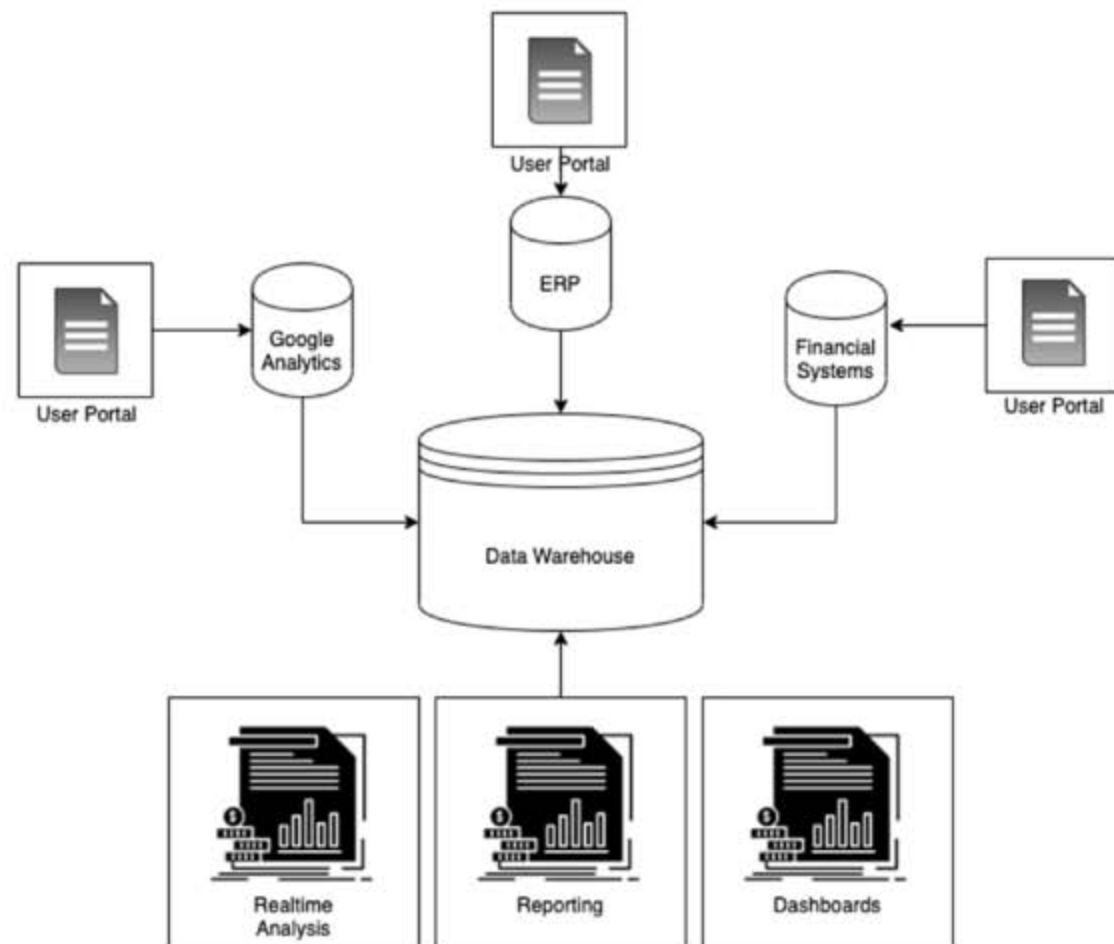 User Portal
ERP
Google
Analytics
User Portal
Financial
Systems
User Portal
Data Warehouse
$
$
$
Realtime
Analysis
Reporting
Dashboards